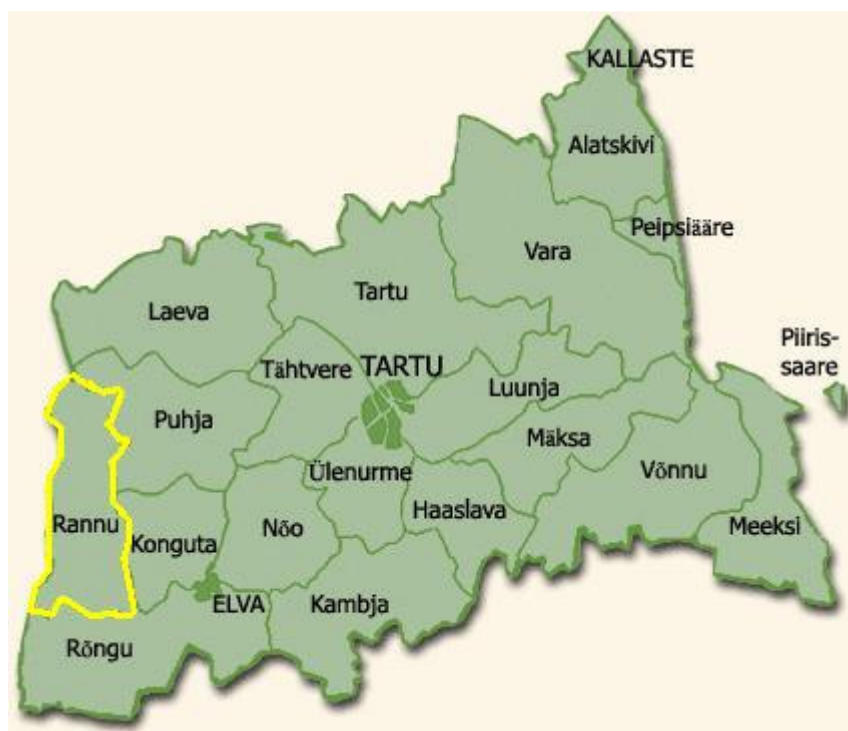 KALLASTE
Alatskivi
Peipsiääre
Vara
Tartu
Laeva
Piiris-
saare
Tähtvere
TARTU
Luunja
Puhja
Mäksa
Ülenurme
Võnnu
Haaslava
Rannu
Konguta
Nõo
Meeksi
ELVA
Kambja
Rõngu